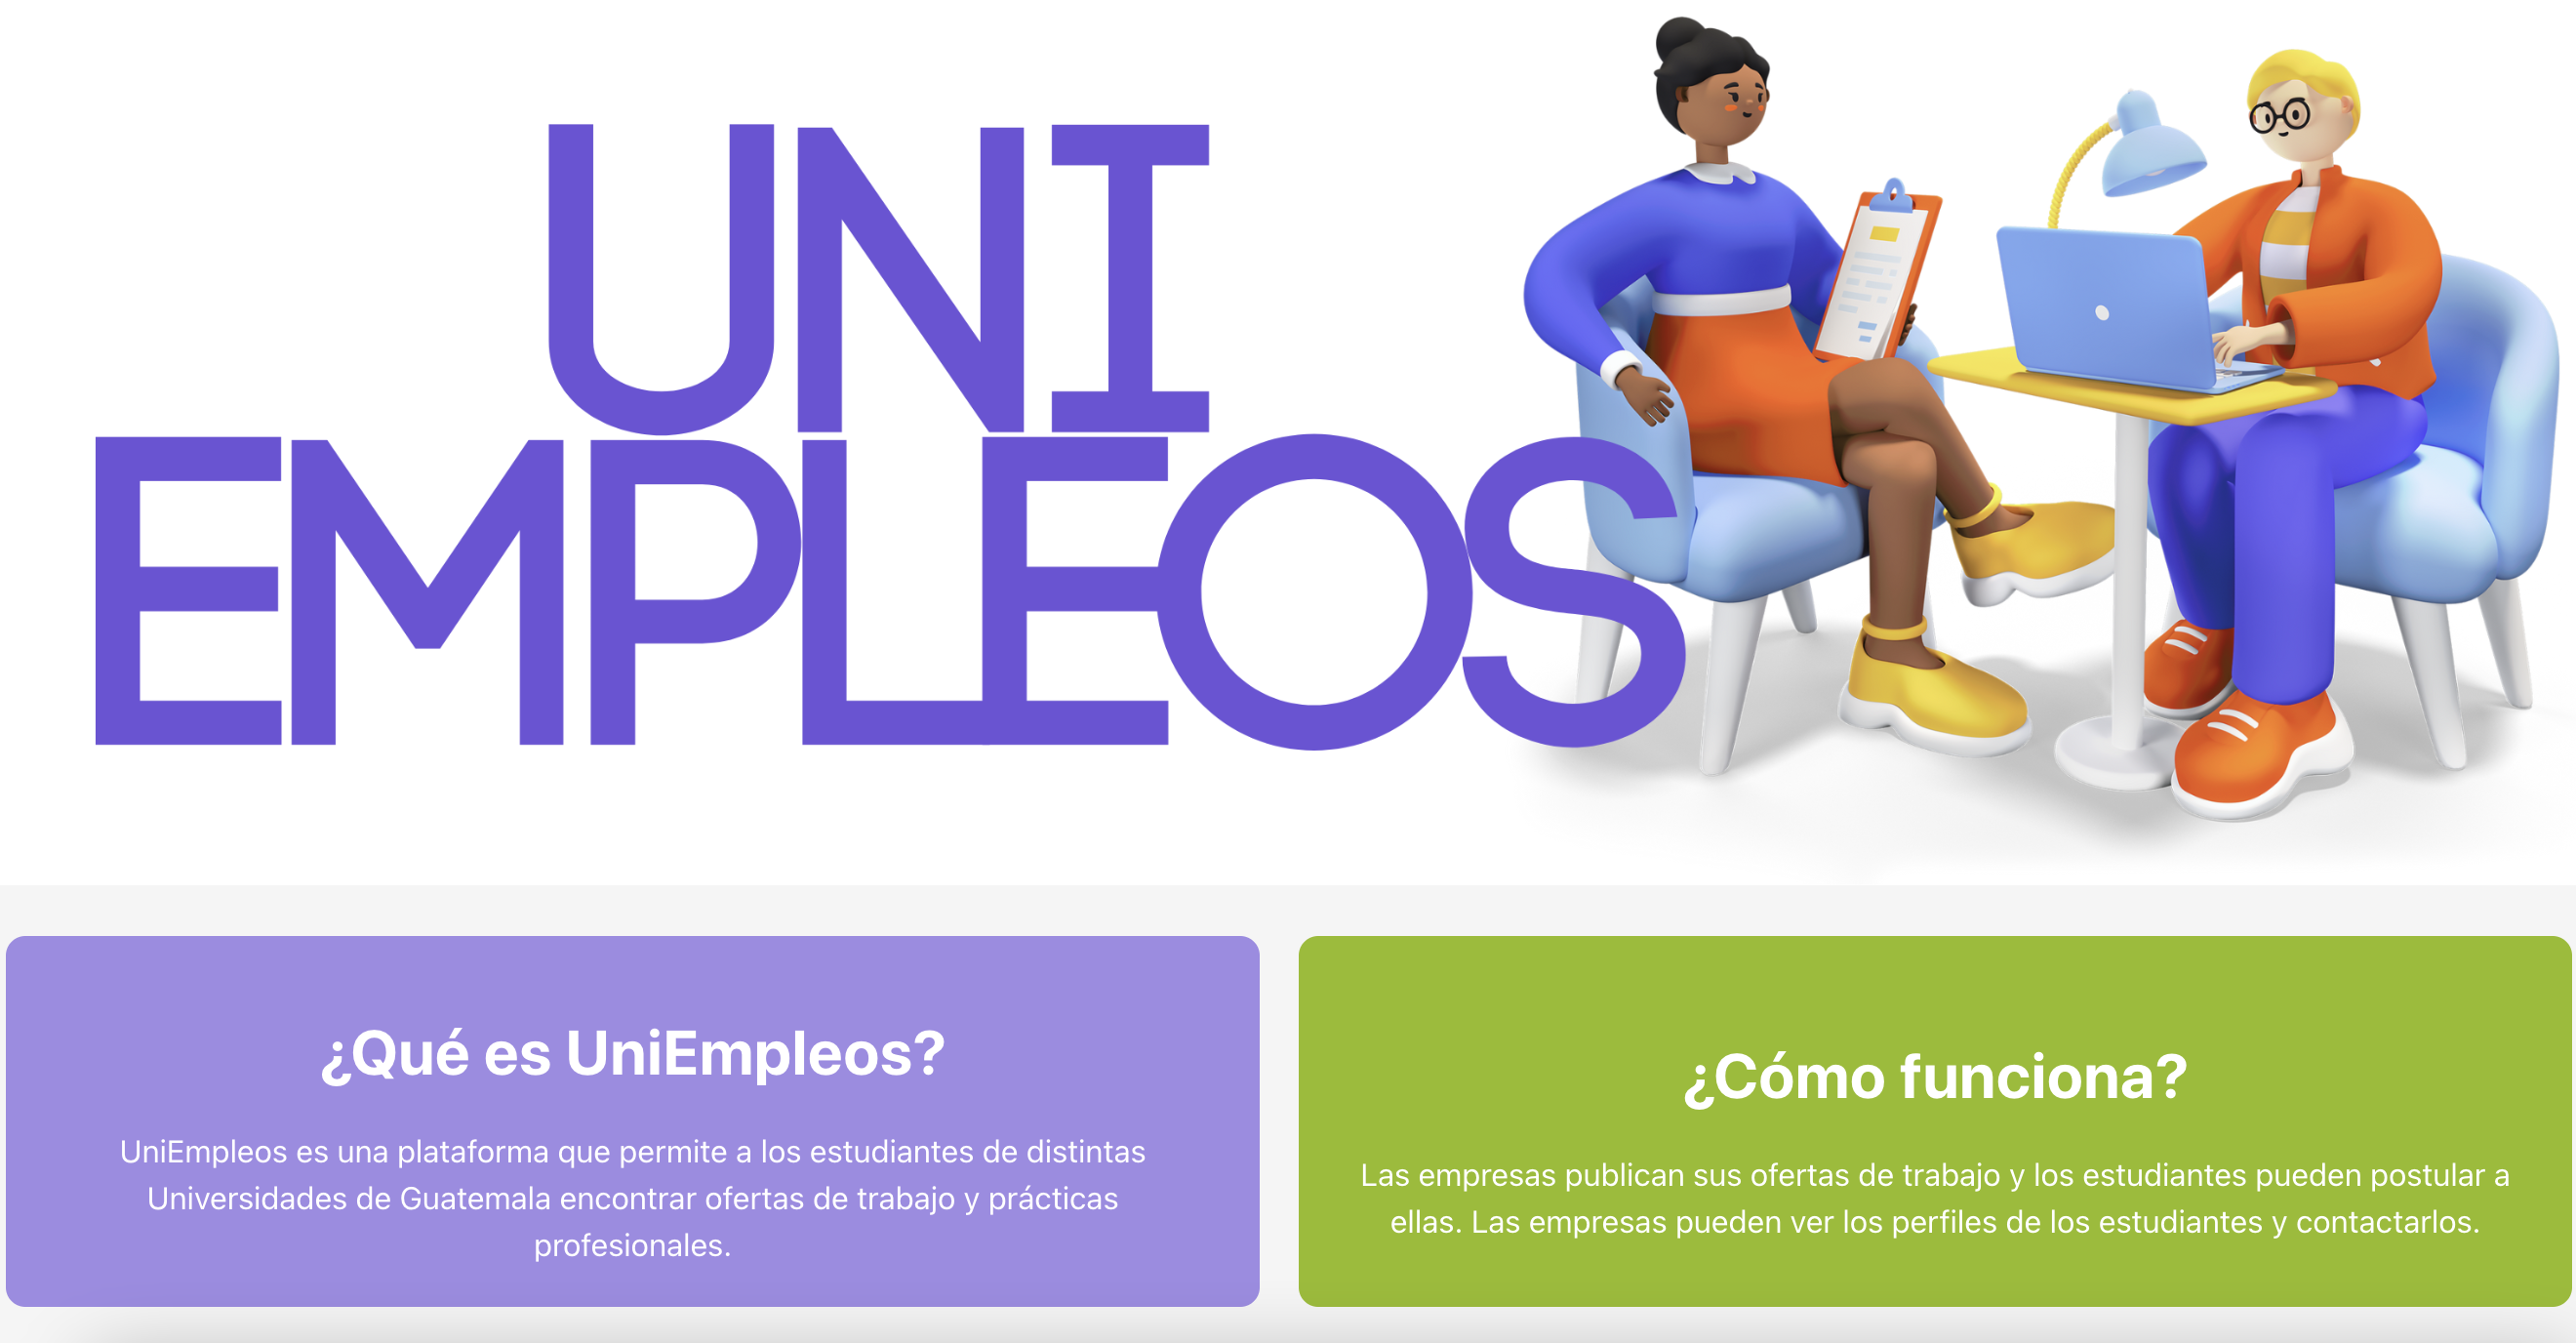 UNI
EMPLEOS
¿Qué es UniEmpleos?
UniEmpleos es una plataforma que permite a los estudiantes de distintas
Universidades de Guatemala encontrar ofertas de trabajo y prácticas
profesionales.
¿Cómo funciona?
Las empresas publican sus ofertas de trabajo y los estudiantes pueden postular a
ellas. Las empresas pueden ver los perfiles de los estudiantes y contactarlos.